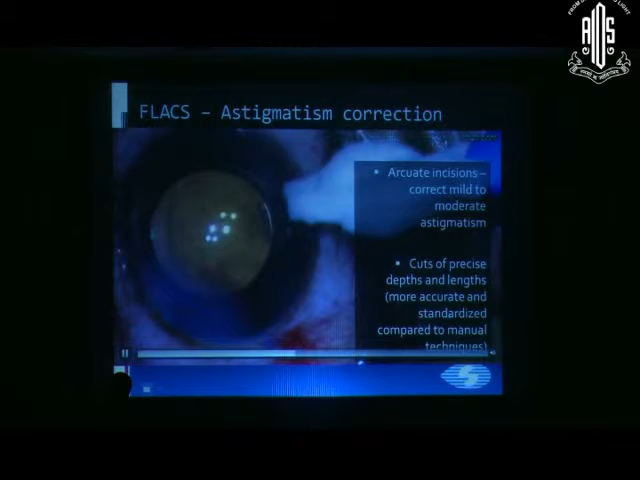 AIOS
FLACS – Astigmatism correction
▪ Arcuate incisions –
correct mild to
moderate
astigmatism
▪ Cuts of precise
depths and lengths
(more accurate and
standardized
compared to manual
techniques)